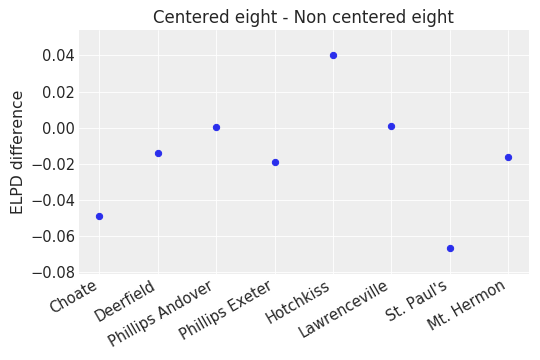 Centered eight - Non centered eight
ELPD difference
0.04
0.02
0.00
−0.02
−0.04
−0.06
−0.08
Choate
Deerfield
Phillips Andover
Phillips Exeter
Hotchkiss
Lawrenceville
St. Paul's
Mt. Hermon